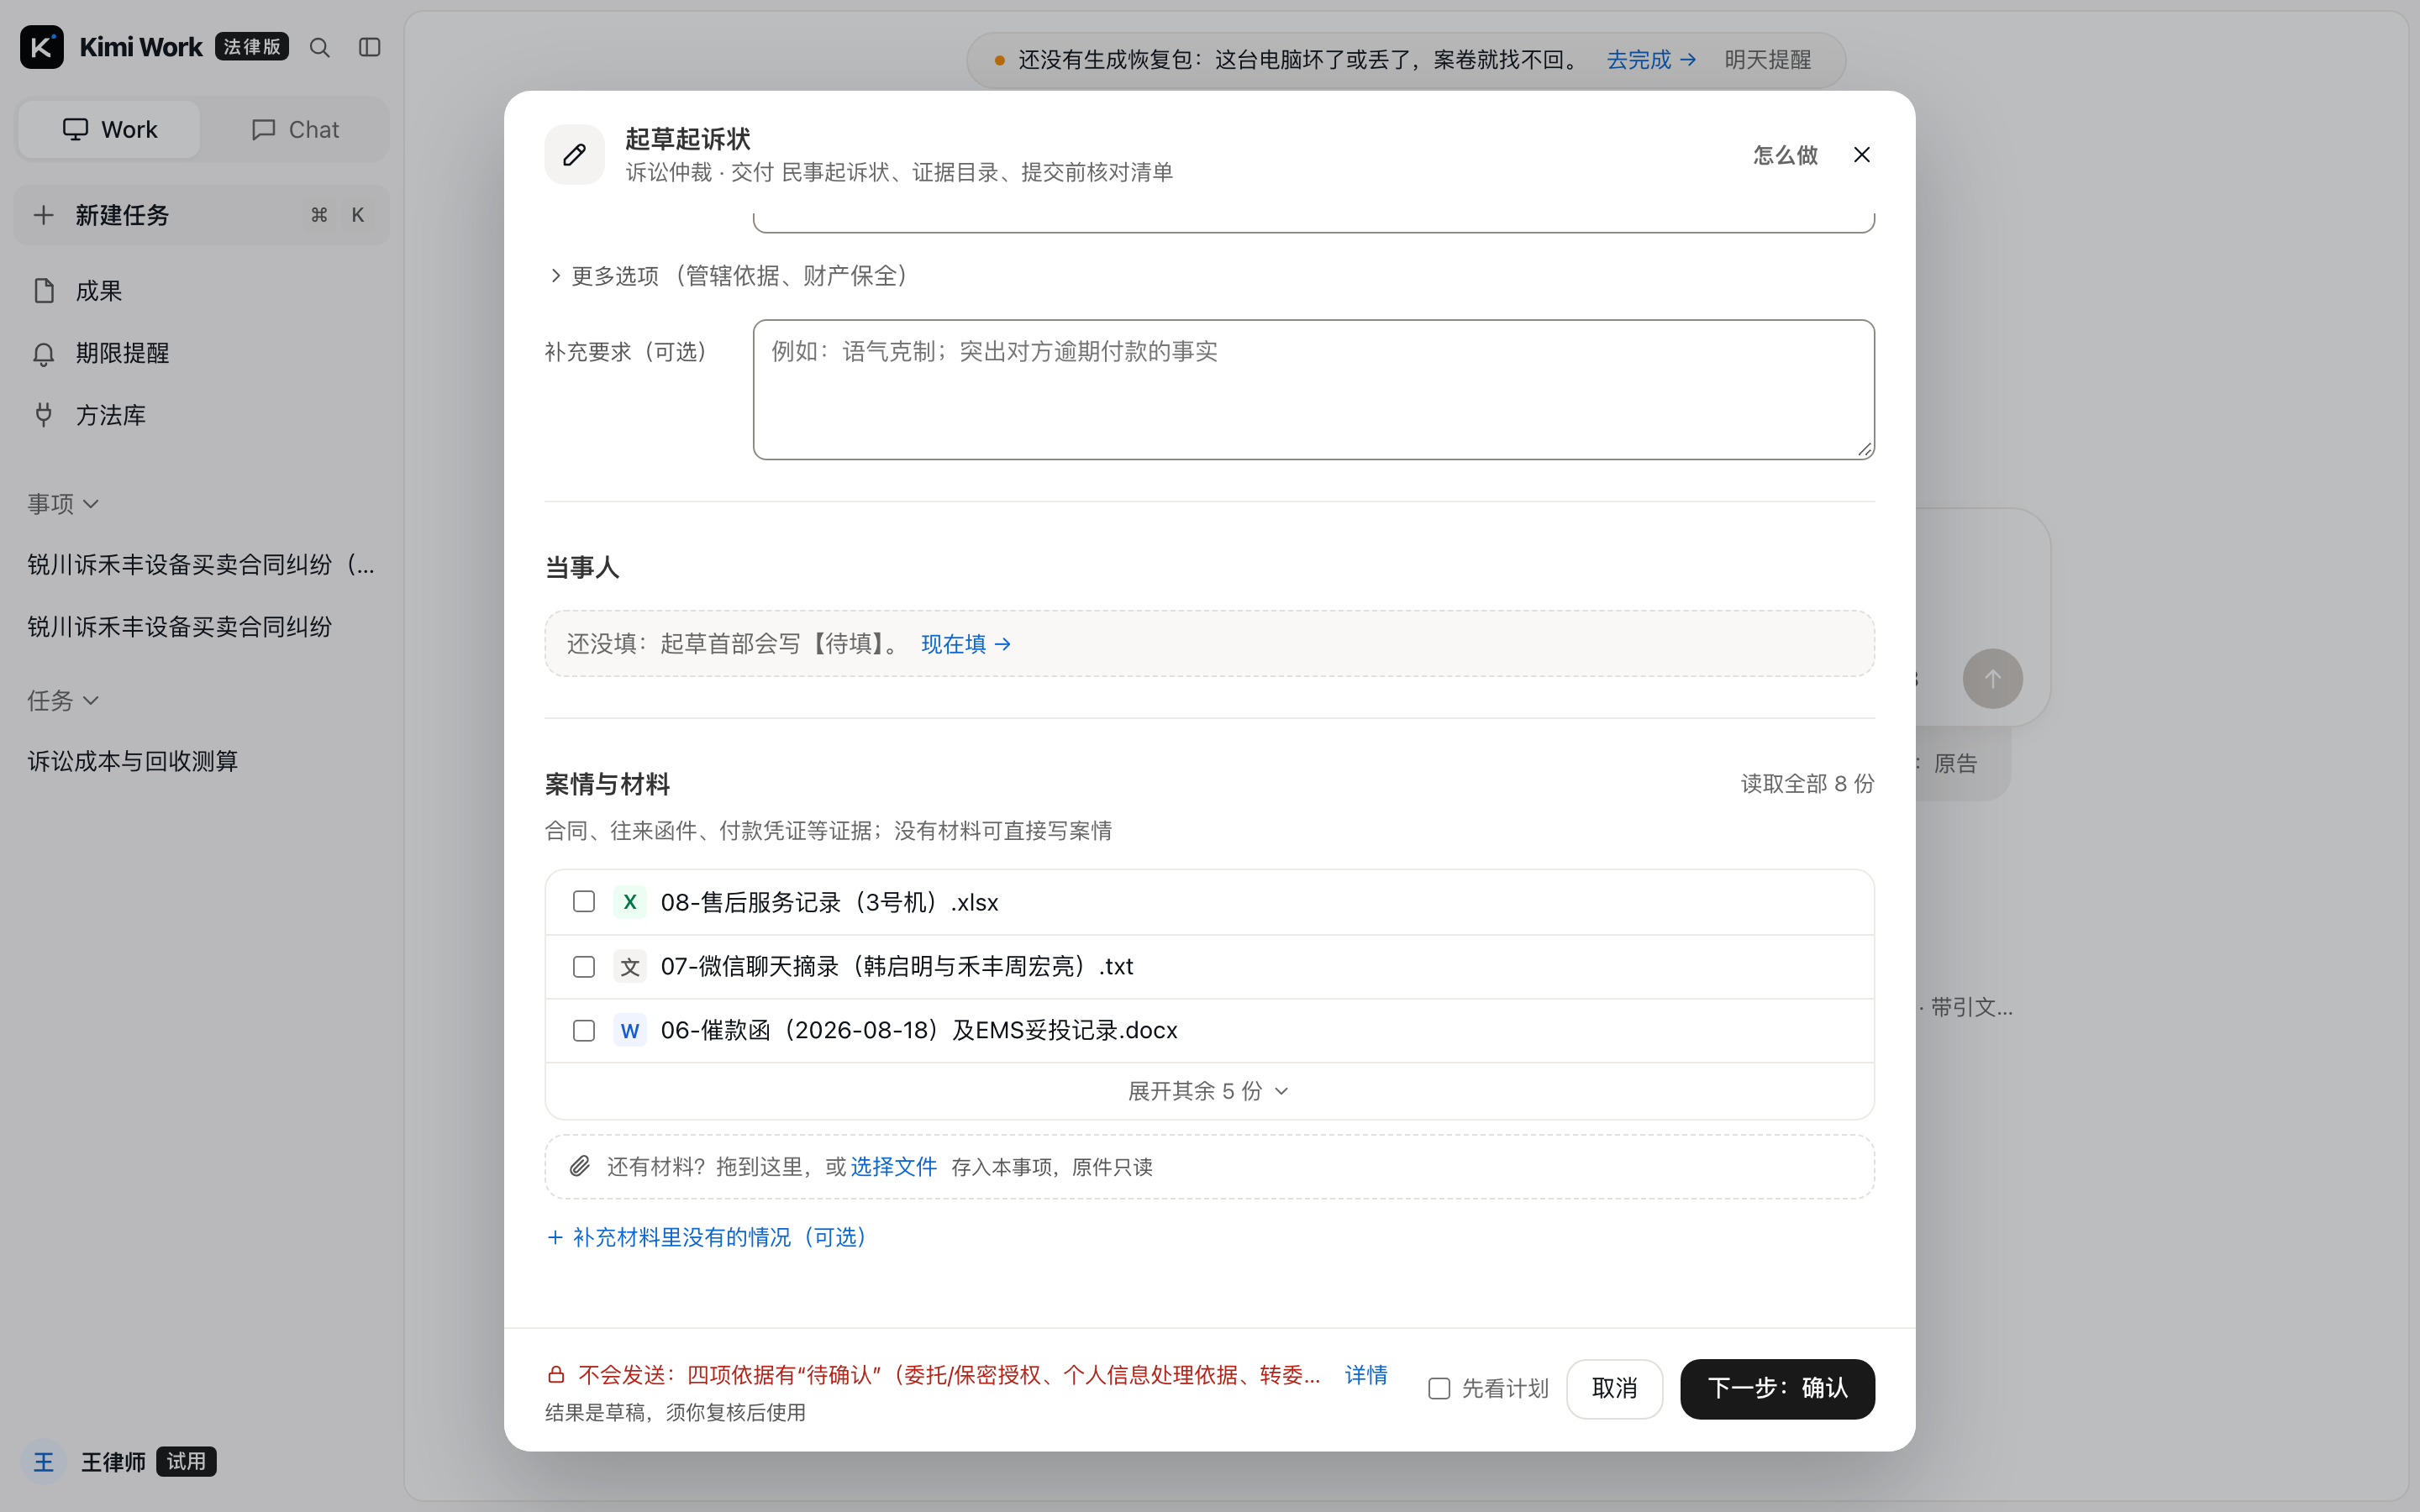 Kimi Work 法律版
Work
Chat
新建任务 ⌘ K
成果
期限提醒
方法库
事项
锐川诉禾丰设备买卖合同纠纷（...
锐川诉禾丰设备买卖合同纠纷
任务
诉讼成本与回收测算
王 王律师 试用
还没有生成恢复包：这台电脑坏了或丢了，案卷就找不回。 去完成 → 明天提醒
起草起诉状
诉讼仲裁 · 交付 民事起诉状、证据目录、提交前核对清单
怎么做
更多选项（管辖依据、财产保全）
补充要求（可选）
例如：语气克制；突出对方逾期付款的事实
当事人
还没填：起草首部会写【待填】。 现在填 →
案情与材料
读取全部 8 份
合同、往来函件、付款凭证等证据；没有材料可直接写案情
X 08-售后服务记录（3号机）.xlsx
文 07-微信聊天摘录（韩启明与禾丰周宏亮）.txt
W 06-催款函（2026-08-18）及EMS妥投记录.docx
展开其余 5 份
还有材料？拖到这里，或选择文件 存入本事项，原件只读
+ 补充材料里没有的情况（可选）
不会发送：四项依据有“待确认”（委托/保密授权、个人信息处理依据、转委... 详情
结果是草稿，须你复核后使用
先看计划
取消
下一步：确认
：原告
· 带引文...